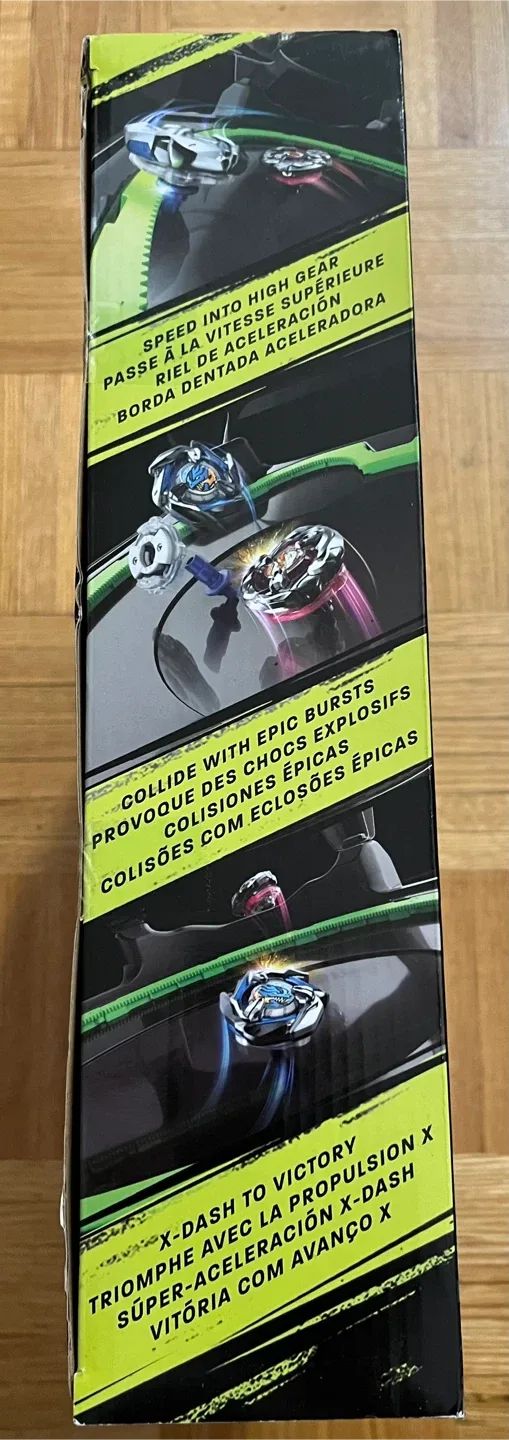 SPEED INTO HIGH GEAR
PASSE À LA VITESSE SUPÉRIEURE
RIEL DE ACELERACIÓN
BORDA DENTADA ACELERADORA
COLLIDE WITH EPIC BURSTS
PROVOQUE DES CHOCS EXPLOSIFS
COLISIONES ÉPICAS
COLISÕES COM ECLOSÕES ÉPICAS
X-DASH TO VICTORY
TRIOMPHE AVEC LA PROPULSION X
SÚPER-ACELERACIÓN X-DASH
VITÓRIA COM AVANÇO X